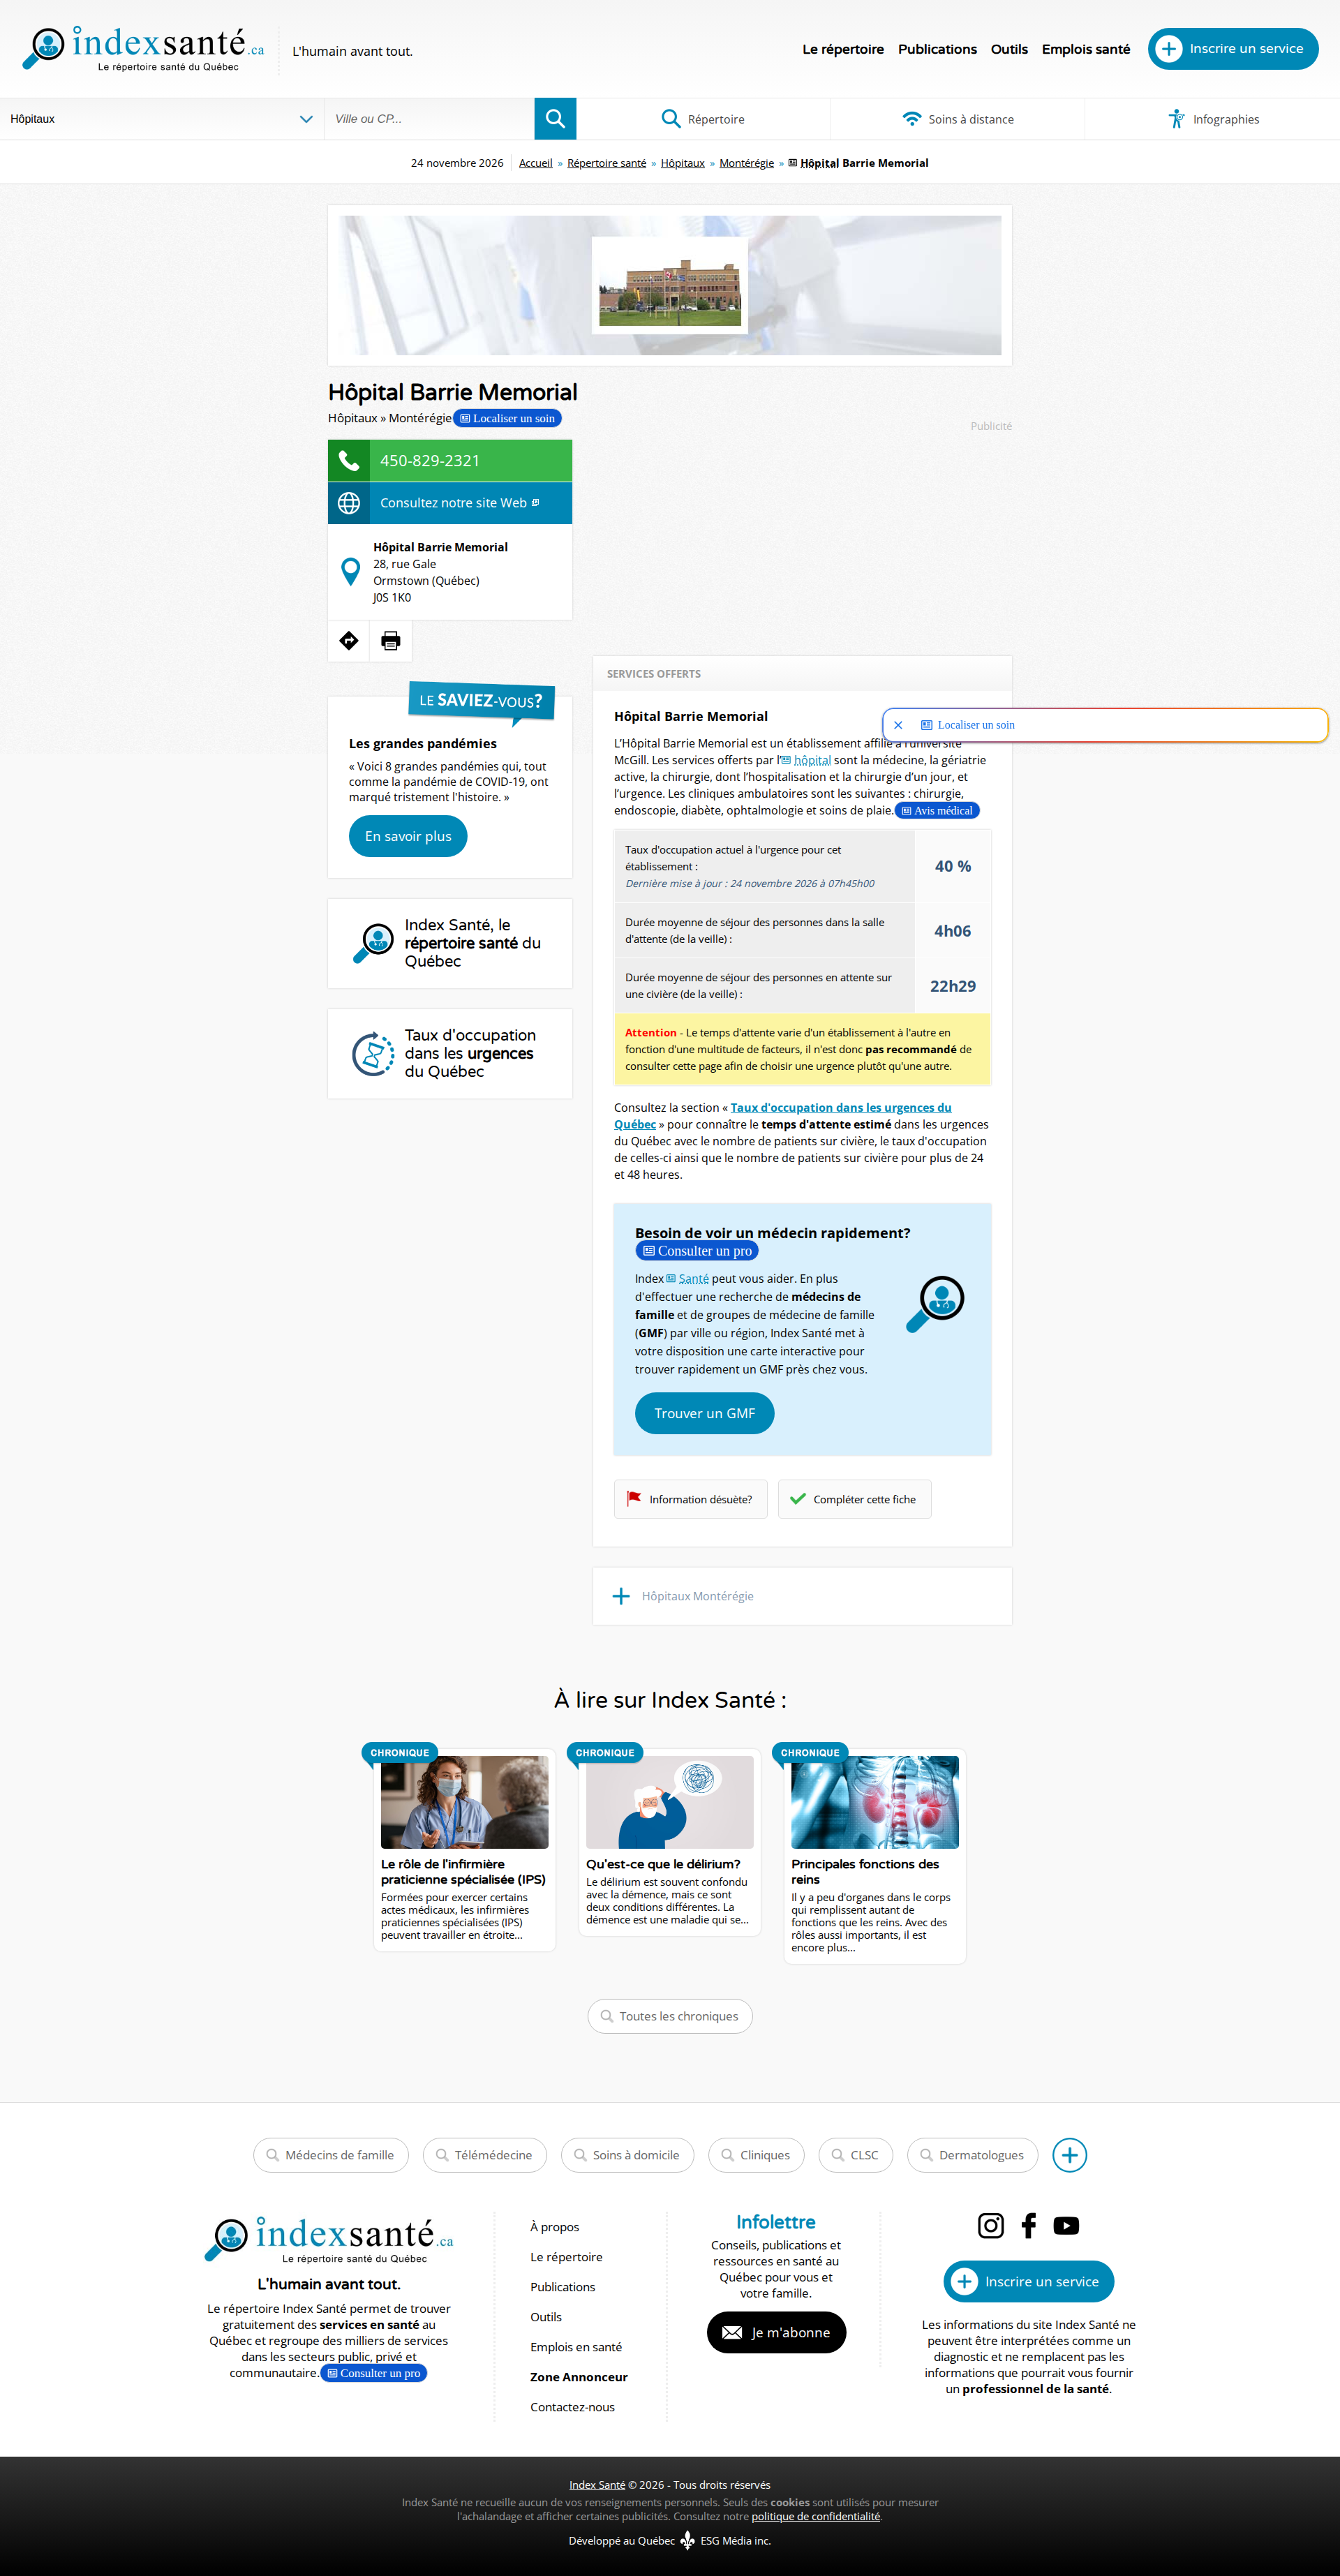 indexsanté.ca
Le répertoire santé du Québec
L'humain avant tout.
Le répertoire
Publications
Outils
Emplois santé
Inscrire un service
Hôpitaux
Ville ou CP...
Répertoire
Soins à distance
Infographies
24 novembre 2026
Accueil » Répertoire santé » Hôpitaux » Montérégie » Hôpital Barrie Memorial
Hôpital Barrie Memorial
Hôpitaux » Montérégie Localiser un soin
Publicité
450-829-2321
Consultez notre site Web
Hôpital Barrie Memorial
28, rue Gale
Ormstown (Québec)
J0S 1K0
LE SAVIEZ-VOUS?
Les grandes pandémies
« Voici 8 grandes pandémies qui, tout
comme la pandémie de COVID-19, ont
marqué tristement l'histoire. »
En savoir plus
Index Santé, le
répertoire santé du
Québec
Taux d'occupation
dans les urgences
du Québec
SERVICES OFFERTS
Hôpital Barrie Memorial
Localiser un soin
L'Hôpital Barrie Memorial est un établissement affilié à l'université
McGill. Les services offerts par l'hôpital sont la médecine, la gériatrie
active, la chirurgie, dont l'hospitalisation et la chirurgie d'un jour, et
l'urgence. Les cliniques ambulatoires sont les suivantes : chirurgie,
endoscopie, diabète, ophtalmologie et soins de plaie. Avis médical
Taux d'occupation actuel à l'urgence pour cet
établissement :
Dernière mise à jour : 24 novembre 2026 à 07h45h00
40 %
Durée moyenne de séjour des personnes dans la salle
d'attente (de la veille) :
4h06
Durée moyenne de séjour des personnes en attente sur
une civière (de la veille) :
22h29
Attention - Le temps d'attente varie d'un établissement à l'autre en
fonction d'une multitude de facteurs, il n'est donc pas recommandé de
consulter cette page afin de choisir une urgence plutôt qu'une autre.
Consultez la section « Taux d'occupation dans les urgences du
Québec » pour connaître le temps d'attente estimé dans les urgences
du Québec avec le nombre de patients sur civière, le taux d'occupation
de celles-ci ainsi que le nombre de patients sur civière pour plus de 24
et 48 heures.
Besoin de voir un médecin rapidement?
Consulter un pro
Index Santé peut vous aider. En plus
d'effectuer une recherche de médecins de
famille et de groupes de médecine de famille
(GMF) par ville ou région, Index Santé met à
votre disposition une carte interactive pour
trouver rapidement un GMF près chez vous.
Trouver un GMF
Information désuète?
Compléter cette fiche
Hôpitaux Montérégie
À lire sur Index Santé :
CHRONIQUE
Le rôle de l'infirmière
praticienne spécialisée (IPS)
Formées pour exercer certains
actes médicaux, les infirmières
praticiennes spécialisées (IPS)
peuvent travailler en étroite...
CHRONIQUE
Qu'est-ce que le délirium?
Le délirium est souvent confondu
avec la démence, mais ce sont
deux conditions différentes. La
démence est une maladie qui se...
CHRONIQUE
Principales fonctions des
reins
Il y a peu d'organes dans le corps
qui remplissent autant de
fonctions que les reins. Avec des
rôles aussi importants, il est
encore plus...
Toutes les chroniques
Médecins de famille
Télémédecine
Soins à domicile
Cliniques
CLSC
Dermatologues
indexsanté.ca
Le répertoire santé du Québec
L'humain avant tout.
Le répertoire Index Santé permet de trouver
gratuitement des services en santé au
Québec et regroupe des milliers de services
dans les secteurs public, privé et
communautaire. Consulter un pro
À propos
Le répertoire
Publications
Outils
Emplois en santé
Zone Annonceur
Contactez-nous
Infolettre
Conseils, publications et
ressources en santé au
Québec pour vous et
votre famille.
Je m'abonne
Inscrire un service
Les informations du site Index Santé ne
peuvent être interprétées comme un
diagnostic et ne remplacent pas les
informations que pourrait vous fournir
un professionnel de la santé.
Index Santé © 2026 - Tous droits réservés
Index Santé ne recueille aucun de vos renseignements personnels. Seuls des cookies sont utilisés pour mesurer
l'achalandage et afficher certaines publicités. Consultez notre politique de confidentialité.
Développé au Québec ESG Média inc.